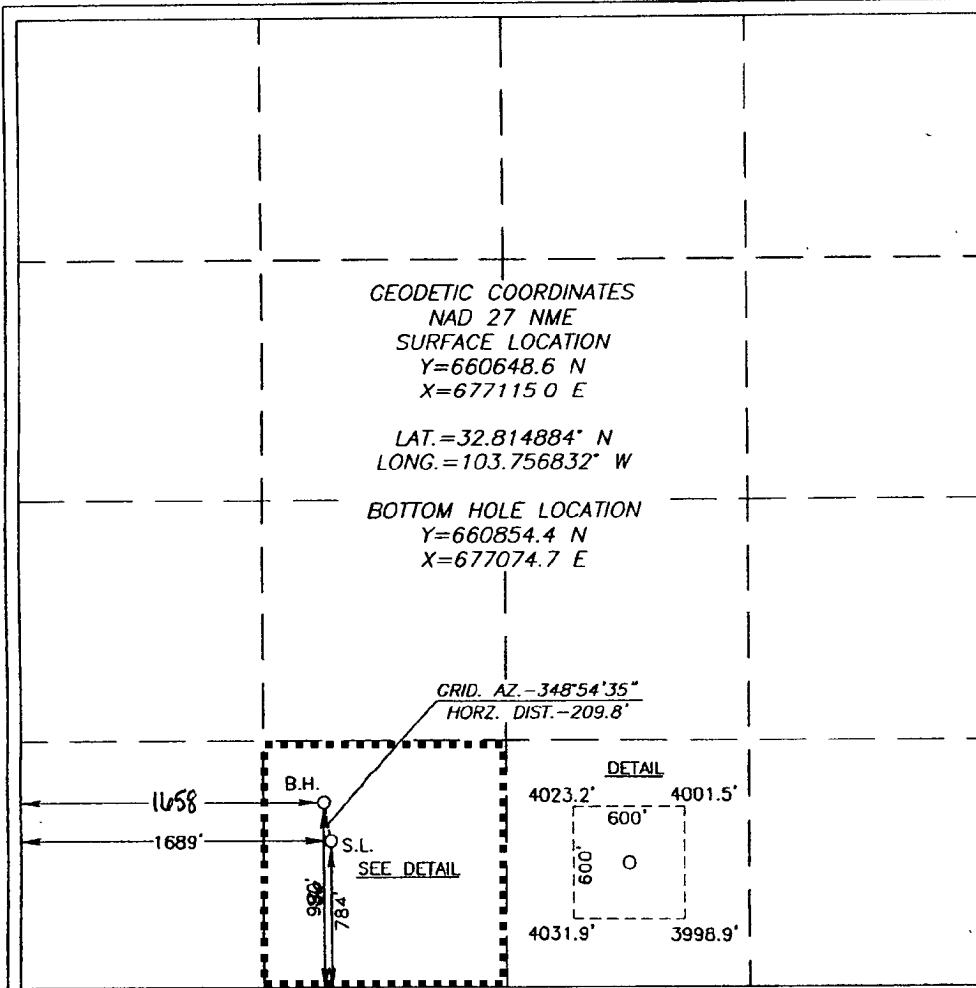 GEODETIC COORDINATES
NAD 27 NME
SURFACE LOCATION
Y=660648.6 N
X=677115 0 E
LAT.=32.814884° N
LONG.=103.756832° W
BOTTOM HOLE LOCATION
Y=660854.4 N
X=677074.7 E
GRID. AZ.-348°54'35"
HORZ. DIST.-209.8'
DETAIL
4023.2' 4001.5'
600'
600'
4031.9' 3998.9'
B.H.
1658
1689'
S.L.
SEE DETAIL
784'